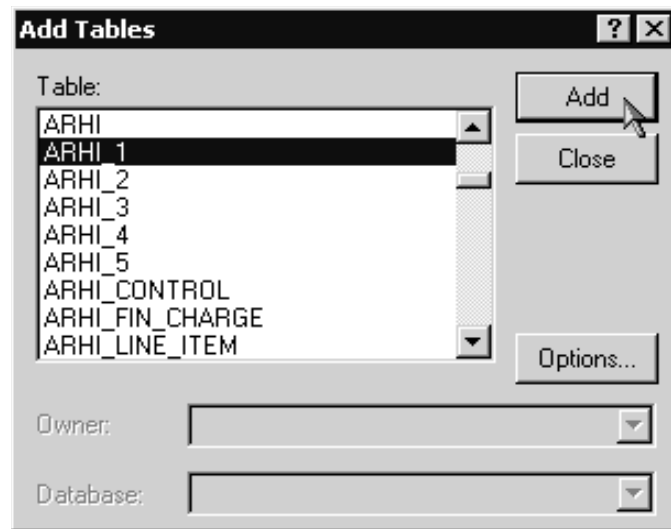 Add Tables
Table:
ARHI
ARHI_1
ARHI_2
ARHI_3
ARHI_4
ARHI_5
ARHI_CONTROL
ARHI_FIN_CHARGE
ARHI_LINE_ITEM
Add
Close
Options...
Owner:
Database: